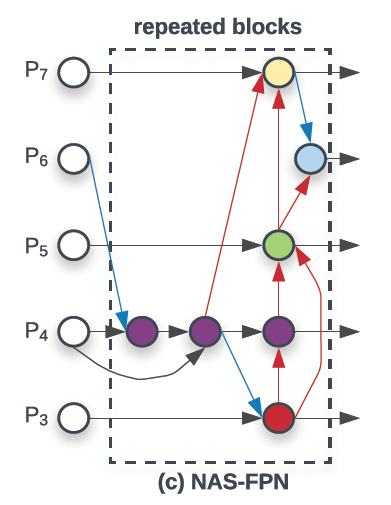 repeated blocks
P7
P6
P5
P4
P3
(c) NAS-FPN